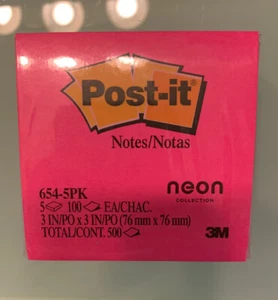 Post-it
Notes/Notas
654-5PK
neon
COLLECTION
5 100 EA/CHAC.
3 IN/PO x 3 IN/PO (76 mm x 76 mm)
TOTAL/CONT. 500
3M